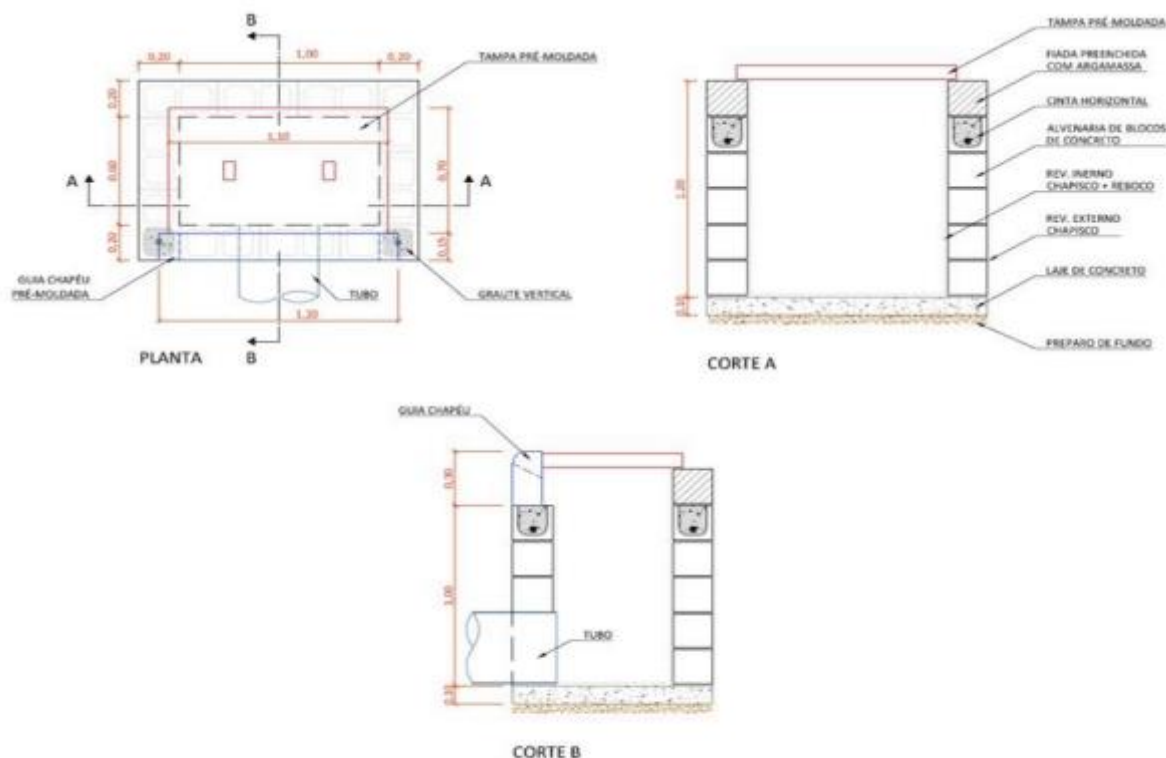 B
0,20
1,00
0,20
TAMPA PRÉ-MOLDADA
0,20
0,60
0,20
1,10
A
A
0,70
0,15
GUIA CHAPÉU
PRÉ-MOLDADA
TUBO
GRAUTE VERTICAL
1,20
PLANTA
B
TAMPA PRÉ-MOLDADA
FIADA PREENCHIDA
COM ARGAMASSA
CINTA HORIZONTAL
ALVENARIA DE BLOCOS
DE CONCRETO
REV. INERNO
CHAPISCO + REBOCO
REV. EXTERNO
CHAPISCO
LAJE DE CONCRETO
PREPARO DE FUNDO
1,20
0,10
CORTE A
GUIA CHAPÉU
0,30
1,00
TUBO
CORTE B